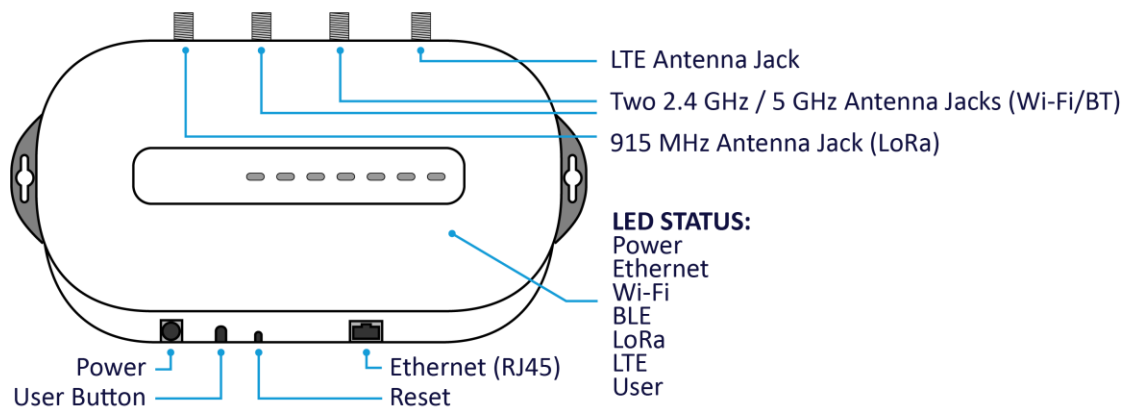 LTE Antenna Jack
Two 2.4 GHz / 5 GHz Antenna Jacks (Wi-Fi/BT)
915 MHz Antenna Jack (LoRa)
LED STATUS:
Power
Ethernet
Wi-Fi
BLE
LoRa
LTE
User
Power
User Button
Ethernet (RJ45)
Reset